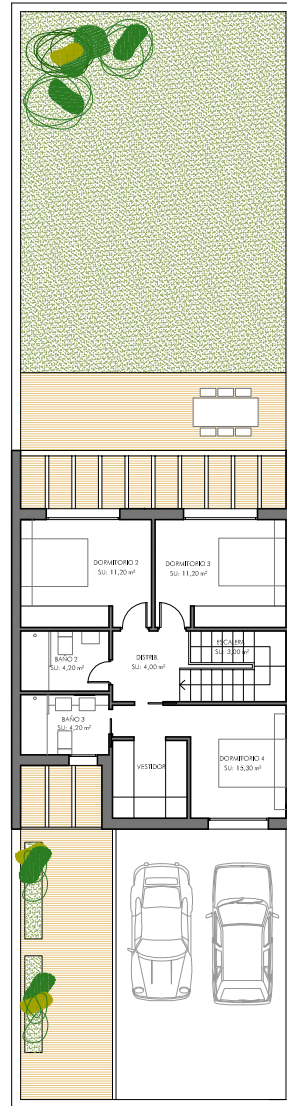 DORMITORIO 2
SU: 11,20 m²
DORMITORIO 3
SU: 11,20 m²
BAÑO 2
SU: 4,20 m²
DISTRIB.
SU: 4,00 m²
ESCALERA
SU: 3,00 m²
BAÑO 3
SU: 4,20 m²
VESTIDOR
DORMITORIO 4
SU: 15,30 m²